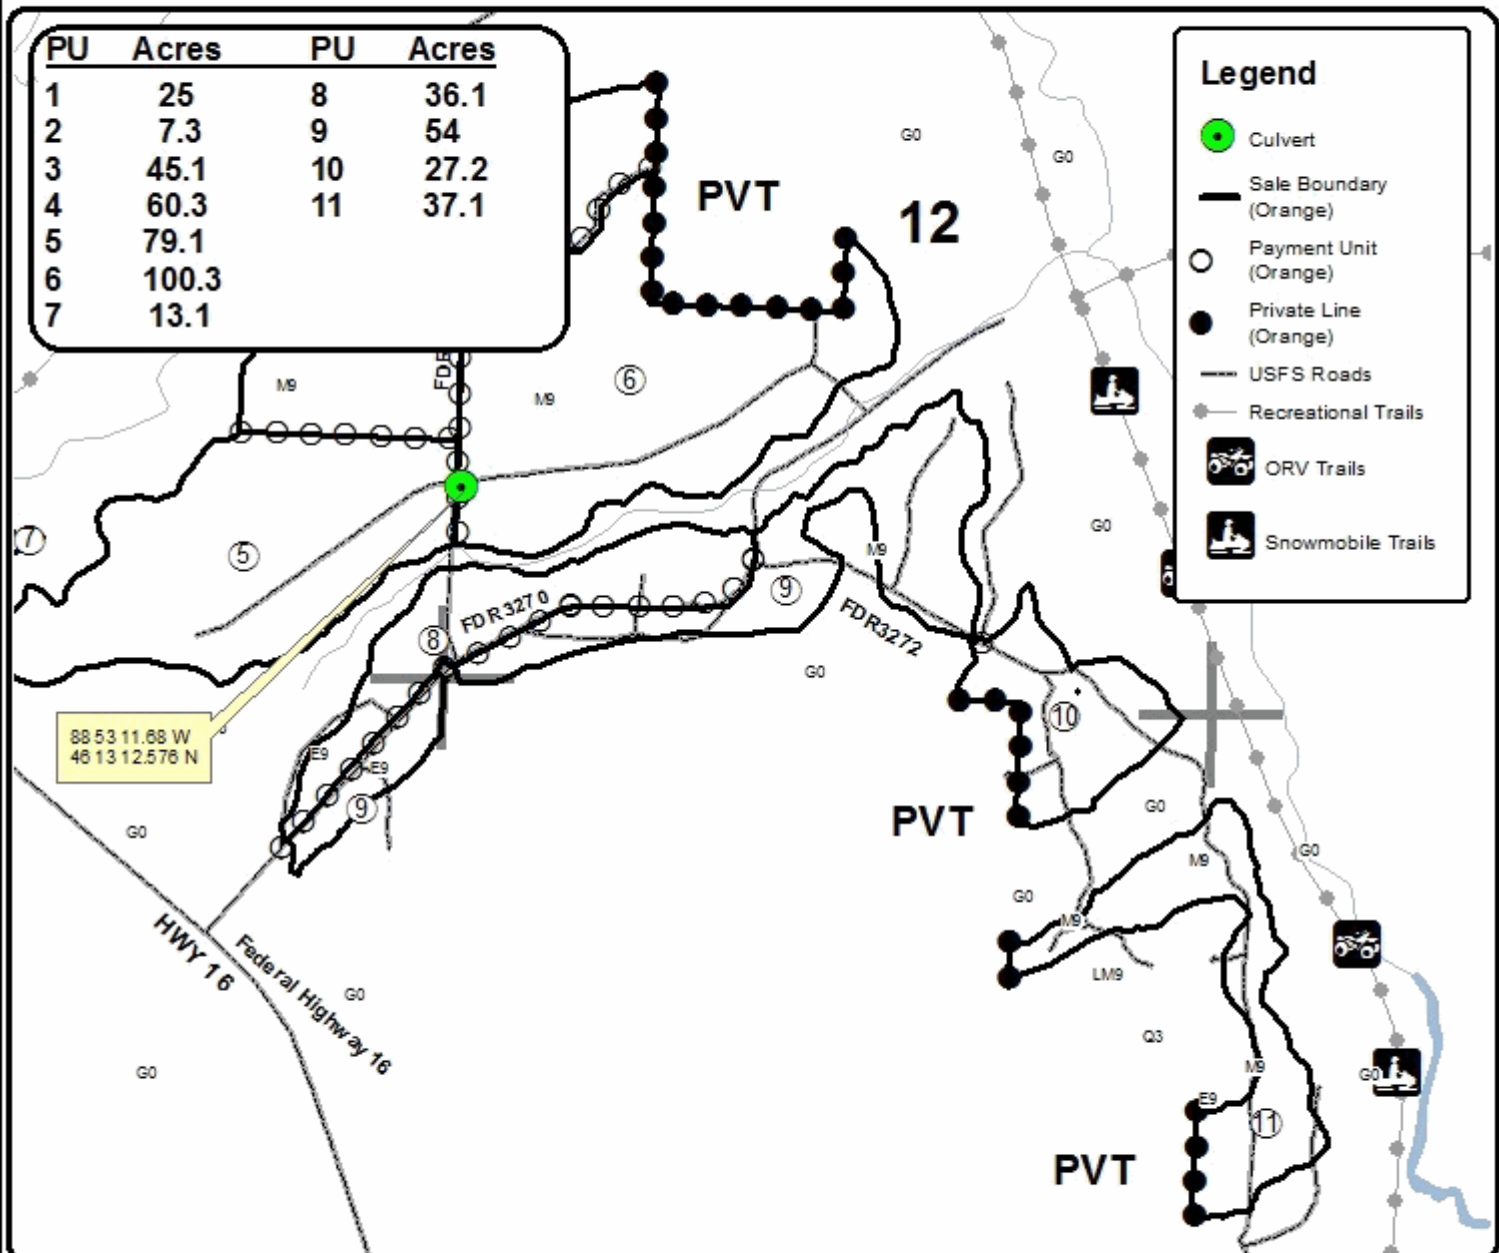 PU Acres PU Acres
1 25 8 36.1
2 7.3 9 54
3 45.1 10 27.2
4 60.3 11 37.1
5 79.1
6 100.3
7 13.1
Legend
Culvert
Sale Boundary
(Orange)
Payment Unit
(Orange)
Private Line
(Orange)
USFS Roads
Recreational Trails
ORV Trails
Snowmobile Trails
G0
G0
PVT
12
M9
M9
6
7
5
G0
M9
9
8
FDR3270
FDR3272
G0
10
88 53 11.68 W
46 13 12.576 N
E9
E9
9
G0
PVT
G0
M9
G0
G0
M9
HWY 16
Federal Highway 16
G0
LM9
Q3
G0
M9
G0
E9
11
PVT